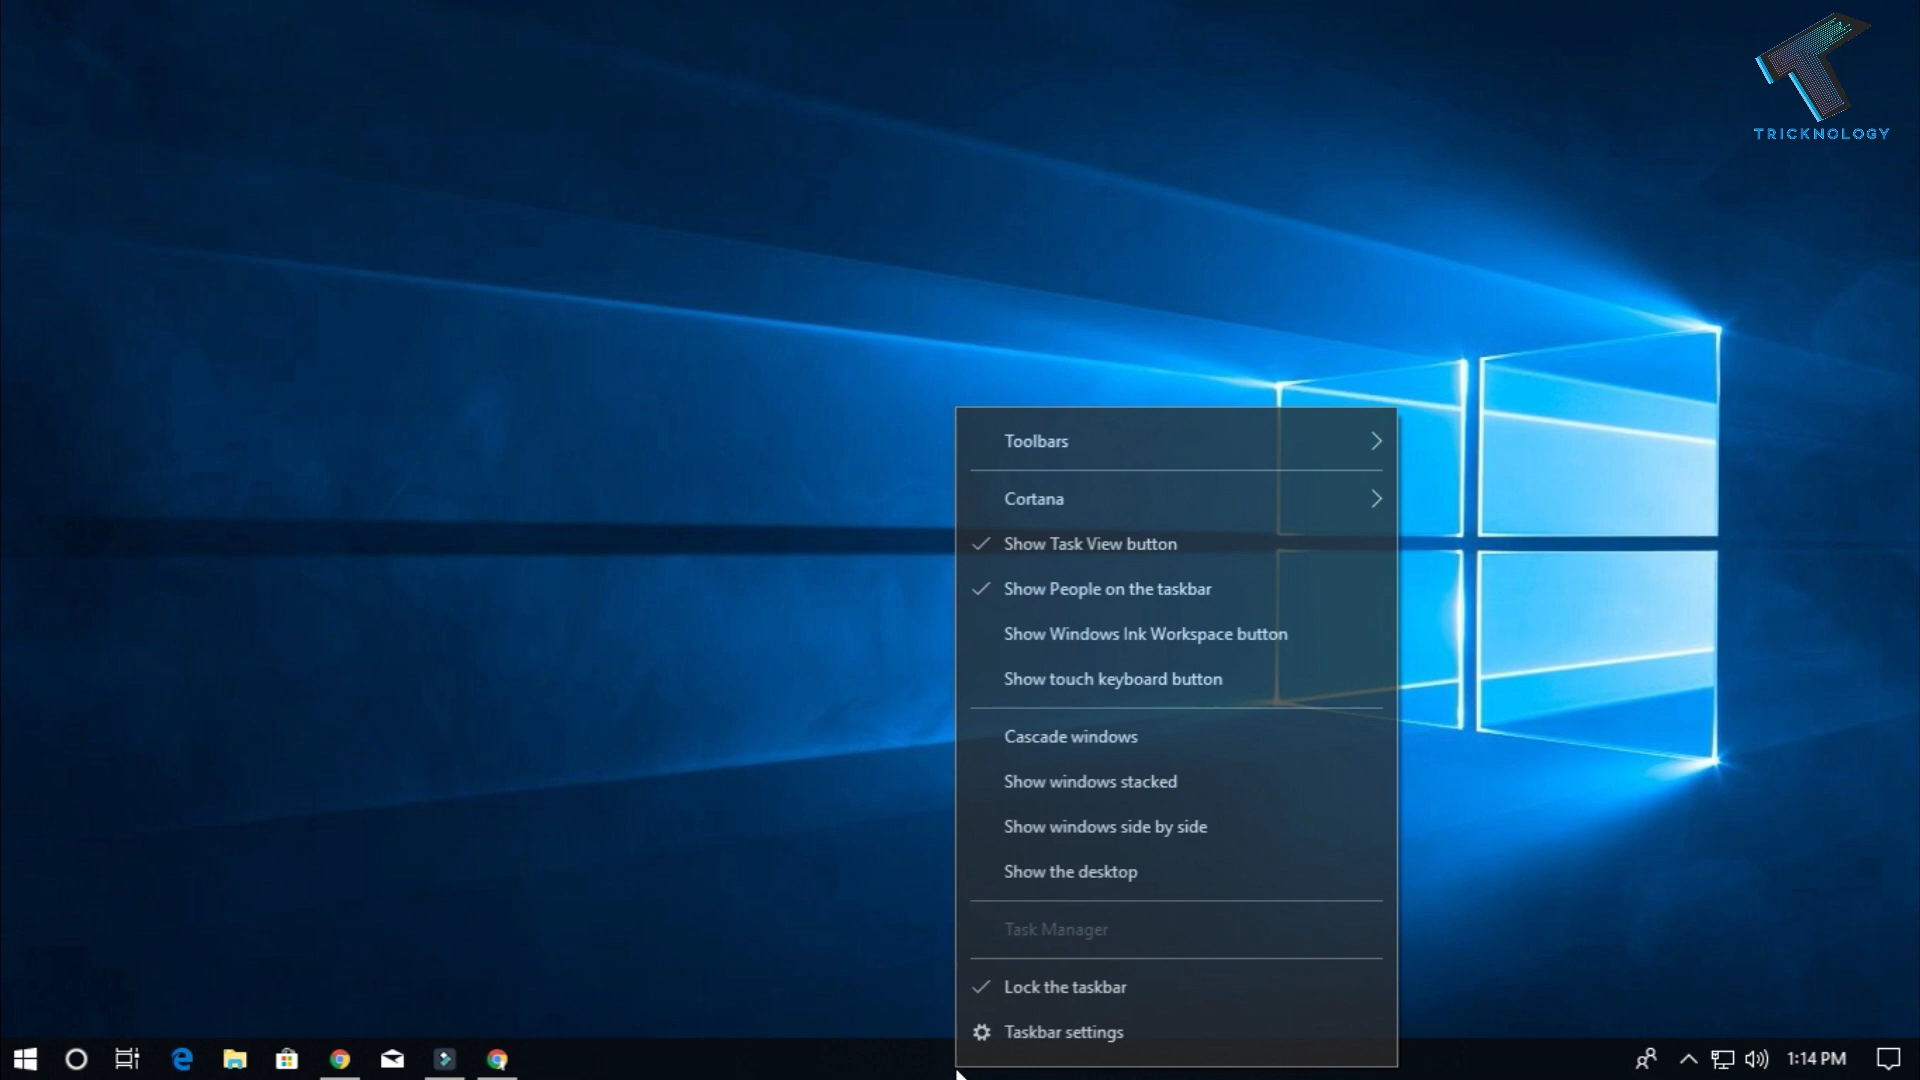 TRICKNOLOGY
Toolbars
Cortana
Show Task View button
Show People on the taskbar
Show Windows Ink Workspace button
Show touch keyboard button
Cascade windows
Show windows stacked
Show windows side by side
Show the desktop
Task Manager
Lock the taskbar
Taskbar settings
1:14 PM